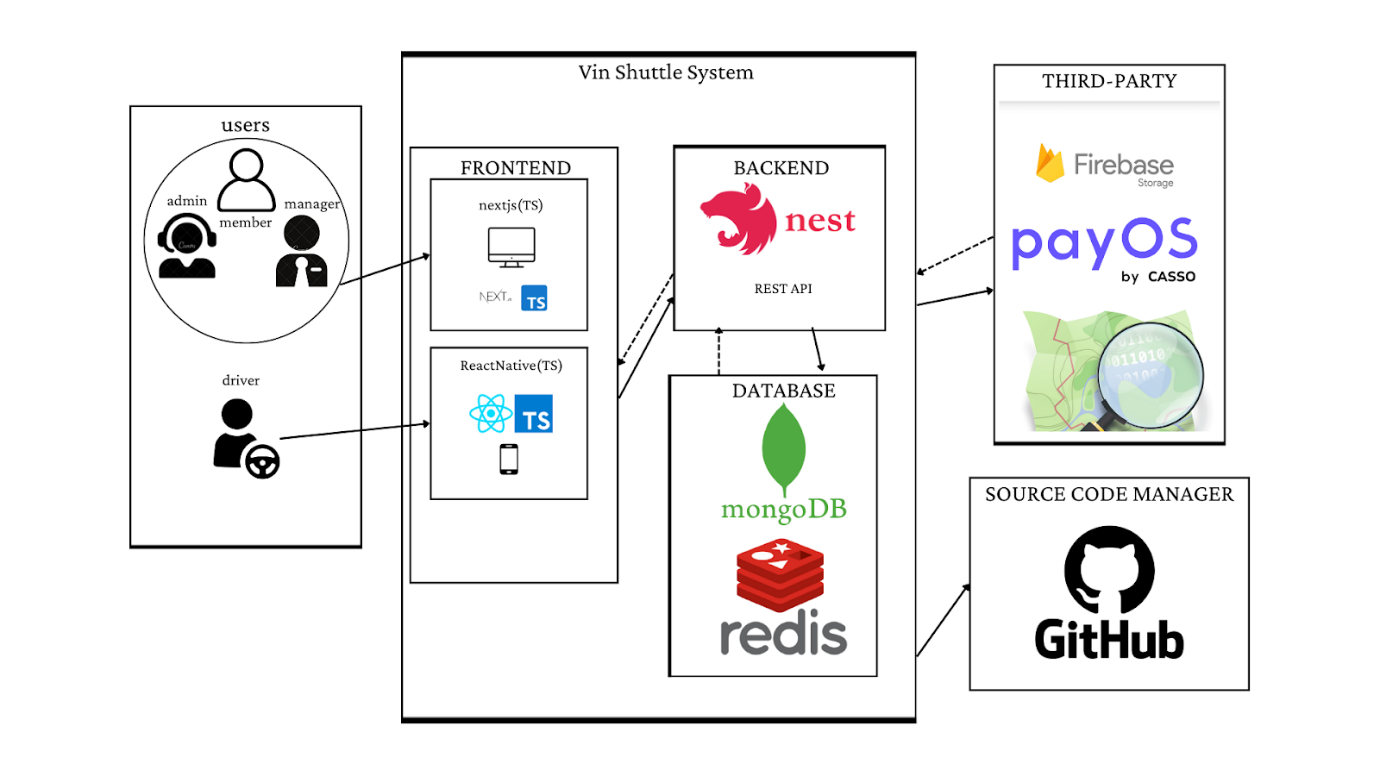 Vin Shuttle System
users
admin
member
manager
driver
FRONTEND
nextjs(TS)
NEXT
TS
ReactNative(TS)
TS
BACKEND
nest
REST API
DATABASE
mongoDB
redis
THIRD-PARTY
Firebase
Storage
payOS
by CASSO
SOURCE CODE MANAGER
GitHub